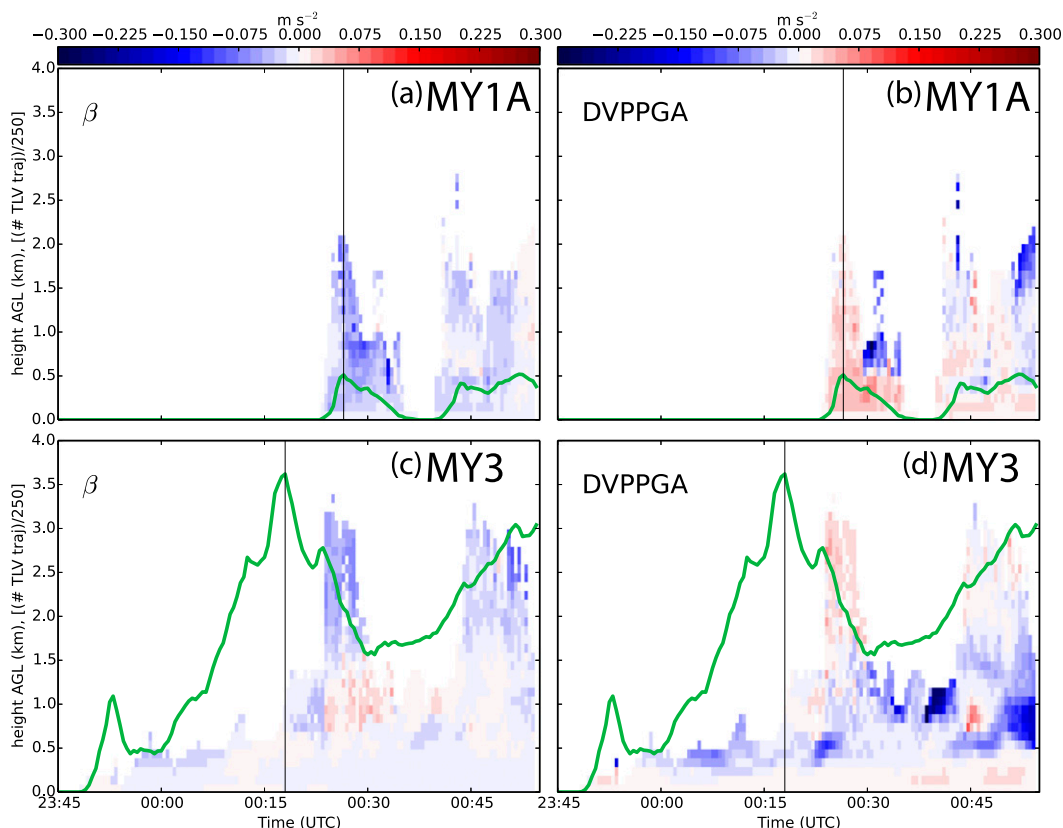 m s⁻²
m s⁻²
−0.300 −0.225 −0.150 −0.075 0.000 0.075 0.150 0.225 0.300
−0.225 −0.150 −0.075 0.000 0.075 0.150 0.225 0.300
4.0
3.5
3.0
2.5
2.0
1.5
1.0
0.5
0.0
height AGL (km), [(# TLV traj)/250]
β
(a) MY1A
DVPPGA
(b) MY1A
4.0
3.5
3.0
2.5
2.0
1.5
1.0
0.5
0.0
height AGL (km), [(# TLV traj)/250]
β
(c) MY3
DVPPGA
(d) MY3
23:45 00:00 00:15 00:30 00:45
23:45 00:00 00:15 00:30 00:45
Time (UTC)
Time (UTC)